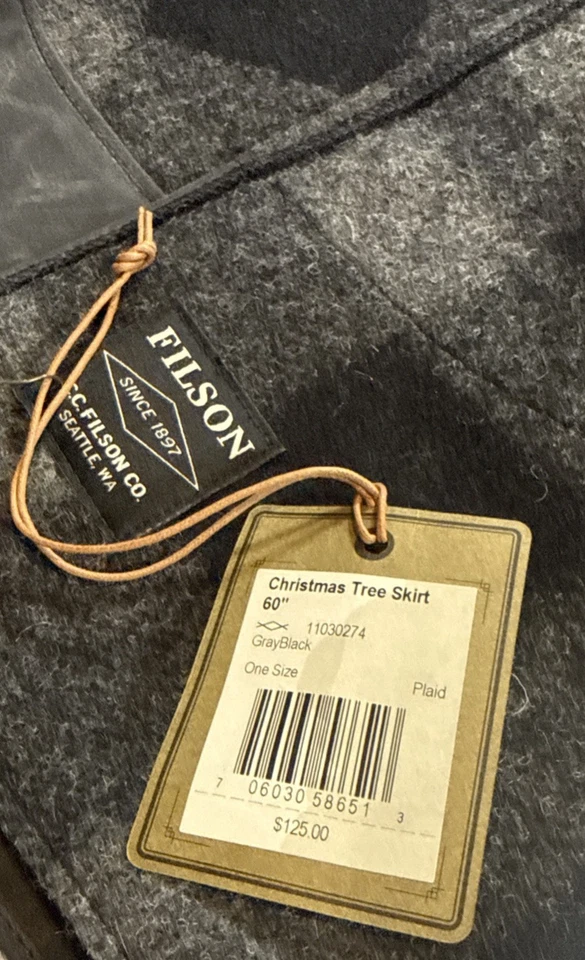 FILSON
SINCE 1897
C.C. FILSON CO.
SEATTLE, WA
Christmas Tree Skirt
60"
11030274
GrayBlack
One Size
Plaid
7 06030 58651 3
$125.00